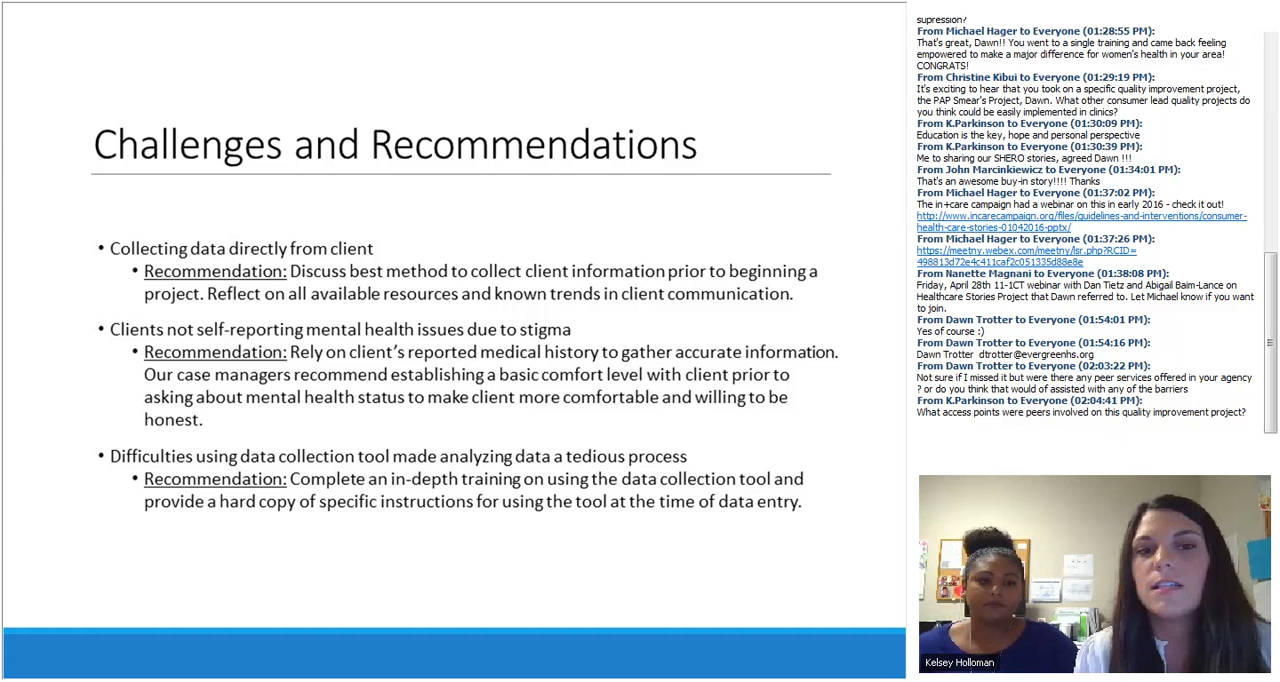 Challenges and Recommendations
• Collecting data directly from client
• Recommendation: Discuss best method to collect client information prior to beginning a
project. Reflect on all available resources and known trends in client communication.
• Clients not self-reporting mental health issues due to stigma
• Recommendation: Rely on client's reported medical history to gather accurate information.
Our case managers recommend establishing a basic comfort level with client prior to
asking about mental health status to make client more comfortable and willing to be
honest.
• Difficulties using data collection tool made analyzing data a tedious process
• Recommendation: Complete an in-depth training on using the data collection tool and
provide a hard copy of specific instructions for using the tool at the time of data entry.
supression?
From Michael Hager to Everyone (01:28:55 PM):
That's great, Dawn!! You went to a single training and came back feeling
empowered to make a major difference for women's health in your area!
CONGRATS!
From Christine Kibui to Everyone (01:29:19 PM):
It's exciting to hear that you took on a specific quality improvement project,
the PAP Smear's Project, Dawn. What other consumer lead quality projects do
you think could be easily implemented in clinics?
From K.Parkinson to Everyone (01:30:09 PM):
Education is the key, hope and personal perspective
From K.Parkinson to Everyone (01:30:39 PM):
Me to sharing our SHERO stories, agreed Dawn !!!
From John Marcinkiewicz to Everyone (01:34:01 PM):
That's an awesome buy-in story!!!! Thanks
From Michael Hager to Everyone (01:37:02 PM):
The in+care campaign had a webinar on this in early 2016 - check it out!
http://www.incarecampaign.org/files/guidelines-and-interventions/consumer-
health-care-stories-01042016-pptx/
From Michael Hager to Everyone (01:37:26 PM):
https://meetny.webex.com/meetny/lsr.php?RCID=
498813d72e4c411caf2c051335d88e8e
From Nanette Magnani to Everyone (01:38:08 PM):
Friday, April 28th 11-1CT webinar with Dan Tietz and Abigail Baim-Lance on
Healthcare Stories Project that Dawn referred to. Let Michael know if you want
to join.
From Dawn Trotter to Everyone (01:54:01 PM):
Yes of course :)
From Dawn Trotter to Everyone (01:54:16 PM):
Dawn Trotter dtrotter@evergreenhs.org
From Dawn Trotter to Everyone (02:03:22 PM):
Not sure if I missed it but were there any peer services offered in your agency
? or do you think that would of assisted with any of the barriers
From K.Parkinson to Everyone (02:04:41 PM):
What access points were peers involved on this quality improvement project?
Kelsey Holloman